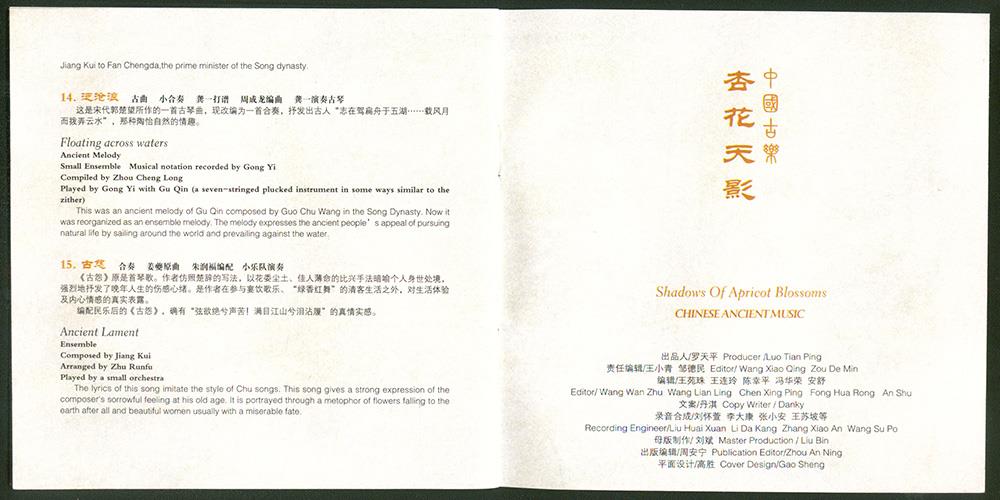 Jiang Kui to Fan Chengda,the prime minister of the Song dynasty.
14. 泛沧浪 古曲 小合奏 龚一打谱 周成龙编曲 龚一演奏古琴
这是宋代郭楚望所作的一首古琴曲，现改编为一首合奏，抒发出古人“志在驾扁舟于五湖……载风月
而拨弄云水”，那种陶怡自然的情趣。
Floating across waters
Ancient Melody
Small Ensemble Musical notation recorded by Gong Yi
Compiled by Zhou Cheng Long
Played by Gong Yi with Gu Qin (a seven-stringed plucked instrument in some ways similar to the
zither)
This was an ancient melody of Gu Qin composed by Guo Chu Wang in the Song Dynasty. Now it
was reorganized as an ensemble melody. The melody expresses the ancient people’s appeal of pursuing
natural life by sailing around the world and prevailing against the water.
15. 古怨 合奏 姜夔原曲 朱润福编配 小乐队演奏
《古怨》原是首琴歌。作者仿照楚辞的写法，以花委尘土、佳人薄命的比兴手法暗喻个人身世处境，
强烈地抒发了晚年人生的伤感心绪。是作者在参与宴饮歌乐、“绿香红舞”的清客生活之外，对生活体验
及内心情感的真实表露。
编配民乐后的《古怨》，确有“弦欲绝兮声苦！满目江山兮泪沾屦”的真情实感。
Ancient Lament
Ensemble
Composed by Jiang Kui
Arranged by Zhu Runfu
Played by a small orchestra
The lyrics of this song imitate the style of Chu songs. This song gives a strong expression of the
composer's sorrowful feeling at his old age. It is portrayed through a metophor of flowers falling to the
earth after all and beautiful women usually with a miserable fate.
中國古樂
杏花天影
Shadows Of Apricot Blossoms
CHINESE ANCIENT MUSIC
出品人/罗天平 Producer /Luo Tian Ping
责任编辑/王小青 邹德民 Editor/ Wang Xiao Qing Zou De Min
编辑/王苑珠 王连玲 陈幸平 冯华荣 安舒
Editor/ Wang Wan Zhu Wang Lian Ling Chen Xing Ping Fong Hua Rong An Shu
文案/丹淇 Copy Writer / Danky
录音合成/刘怀萱 李大康 张小安 王苏坡等
Recording Engineer/Liu Huai Xuan Li Da Kang Zhang Xiao An Wang Su Po
母版制作/ 刘斌 Master Production / Liu Bin
出版编辑/周安宁 Publication Editor/Zhou An Ning
平面设计/高胜 Cover Design/Gao Sheng